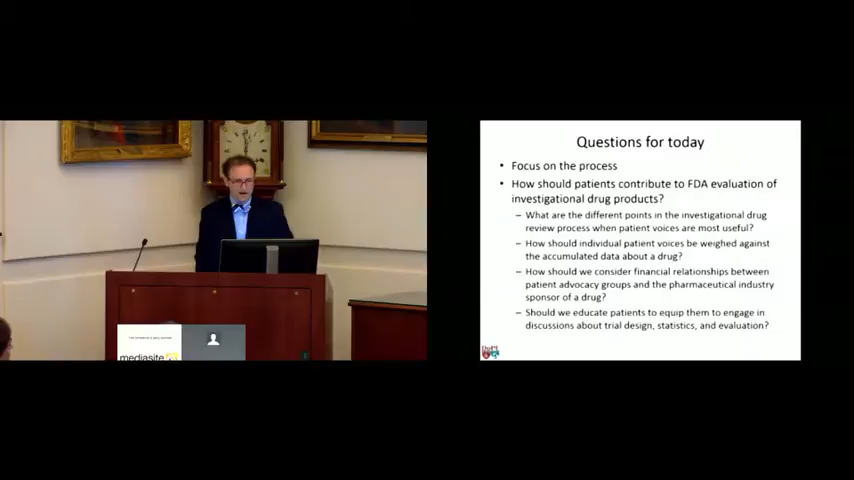 mediasite
Questions for today
• Focus on the process
• How should patients contribute to FDA evaluation of
investigational drug products?
– What are the different points in the investigational drug
review process when patient voices are most useful?
– How should individual patient voices be weighed against
the accumulated data about a drug?
– How should we consider financial relationships between
patient advocacy groups and the pharmaceutical industry
sponsor of a drug?
– Should we educate patients to equip them to engage in
discussions about trial design, statistics, and evaluation?